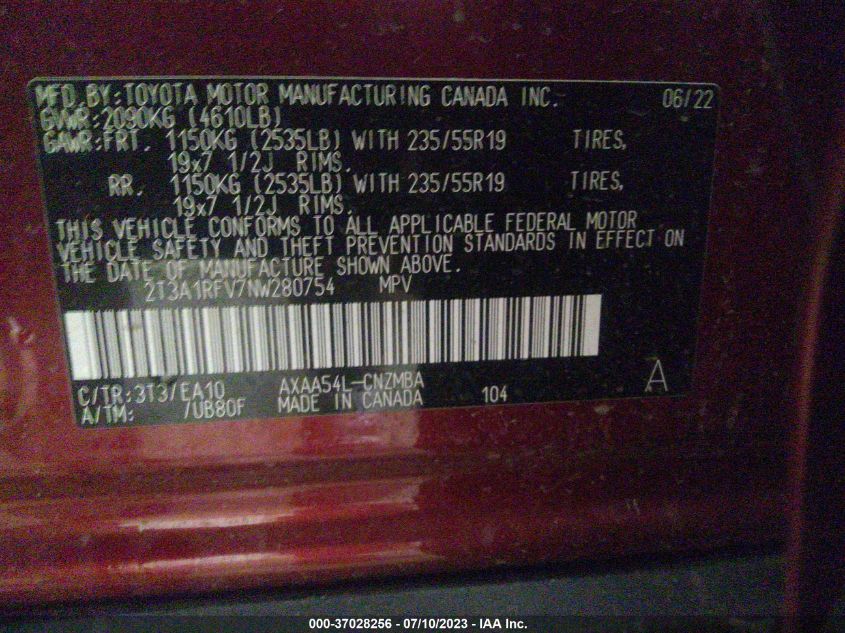 MFD. BY: TOYOTA MOTOR MANUFACTURING CANADA INC. 06/22
GVWR: 2090KG (4610LB)
GAWR: FRT. 1150KG (2535LB) WITH 235/55R19 TIRES,
19x7 1/2J RIMS.
RR. 1150KG (2535LB) WITH 235/55R19 TIRES,
19x7 1/2J RIMS.
THIS VEHICLE CONFORMS TO ALL APPLICABLE FEDERAL MOTOR
VEHICLE SAFETY AND THEFT PREVENTION STANDARDS IN EFFECT ON
THE DATE OF MANUFACTURE SHOWN ABOVE.
2T3A1RFV7NW280754 MPV
C/TR: 3T3/EA10 AXAA54L-CNZMBA A
A/TM: /UB80F MADE IN CANADA 104
000-37028256 - 07/10/2023 - IAA Inc.